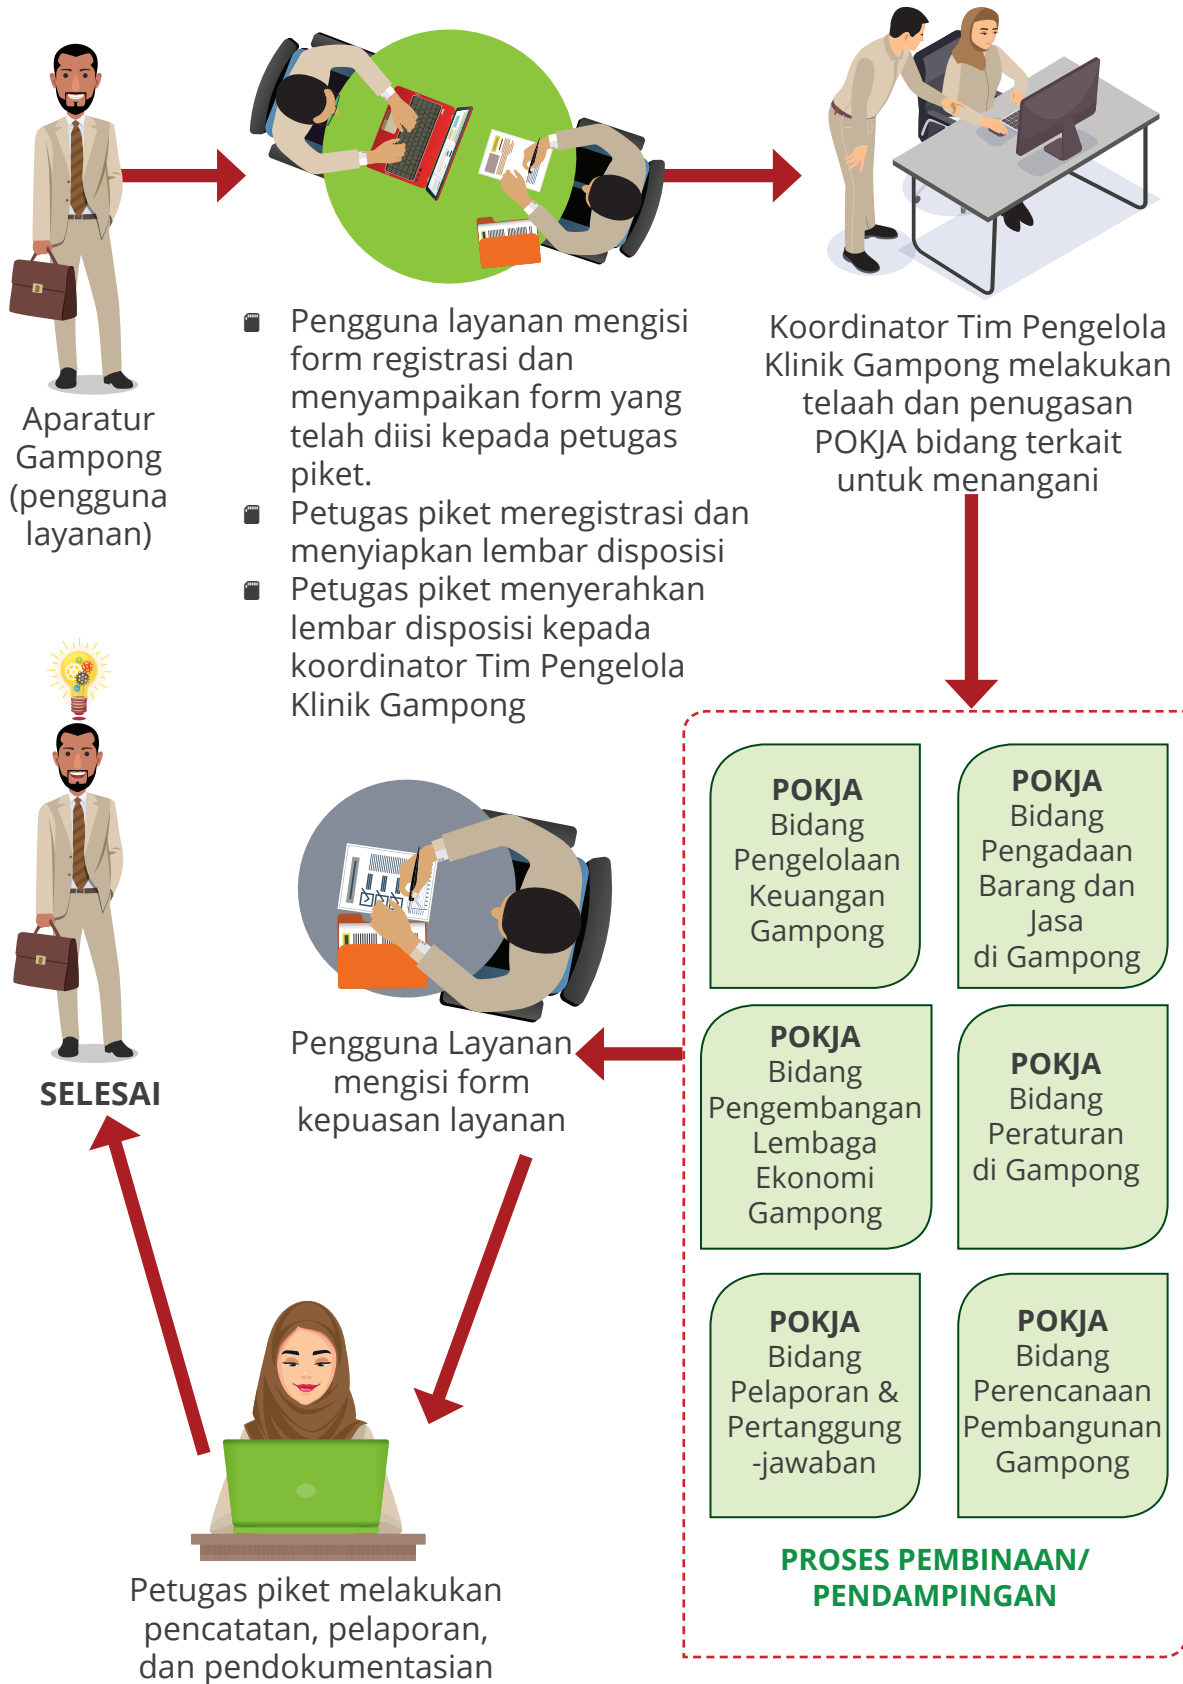 Aparatur
Gampong
(pengguna
layanan)
Pengguna layanan mengisi
form registrasi dan
menyampaikan form yang
telah diisi kepada petugas
piket.
Petugas piket meregistrasi dan
menyiapkan lembar disposisi
Petugas piket menyerahkan
lembar disposisi kepada
koordinator Tim Pengelola
Klinik Gampong
Koordinator Tim Pengelola
Klinik Gampong melakukan
telaah dan penugasan
POKJA bidang terkait
untuk menangani
POKJA
Bidang
Pengelolaan
Keuangan
Gampong
POKJA
Bidang
Pengadaan
Barang dan
Jasa
di Gampong
POKJA
Bidang
Pengembangan
Lembaga
Ekonomi
Gampong
POKJA
Bidang
Peraturan
di Gampong
POKJA
Bidang
Pelaporan &
Pertanggung
-jawaban
POKJA
Bidang
Perencanaan
Pembangunan
Gampong
PROSES PEMBINAAN/
PENDAMPINGAN
Pengguna Layanan
mengisi form
kepuasan layanan
Petugas piket melakukan
pencatatan, pelaporan,
dan pendokumentasian
SELESAI